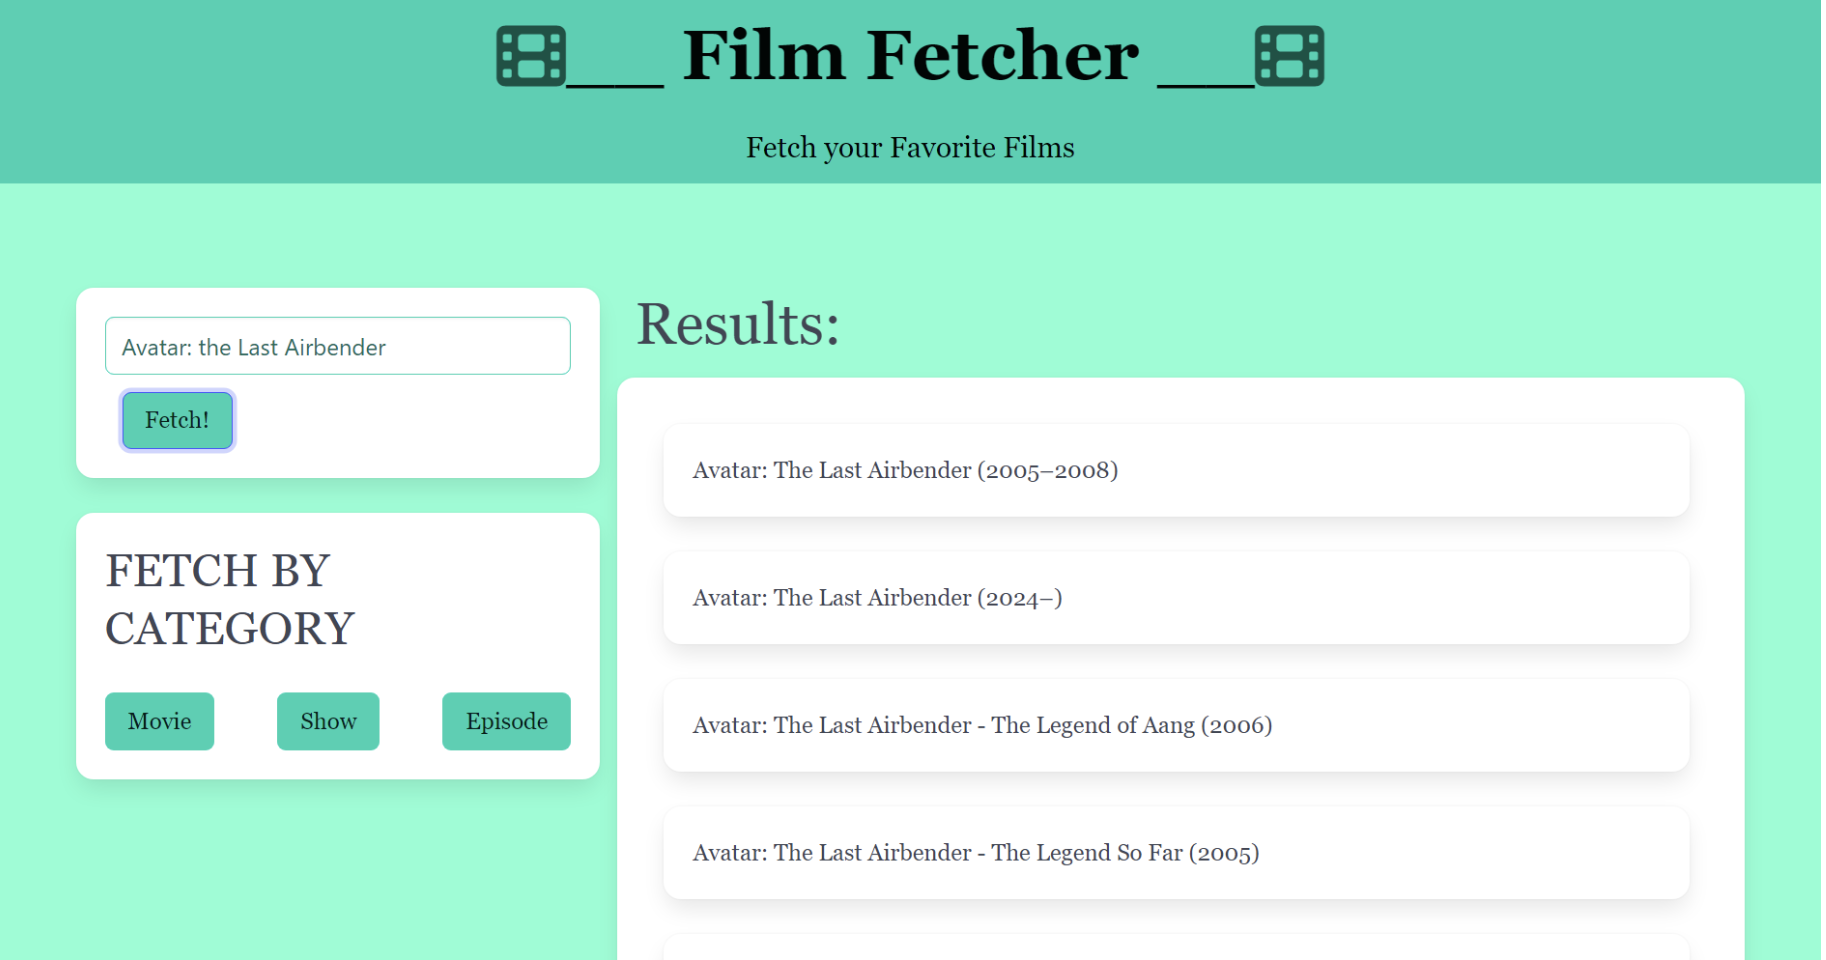 ___ Film Fetcher ___
Fetch your Favorite Films
Avatar: the Last Airbender
Fetch!
FETCH BY
CATEGORY
Movie Show Episode
Results:
Avatar: The Last Airbender (2005–2008)
Avatar: The Last Airbender (2024–)
Avatar: The Last Airbender - The Legend of Aang (2006)
Avatar: The Last Airbender - The Legend So Far (2005)